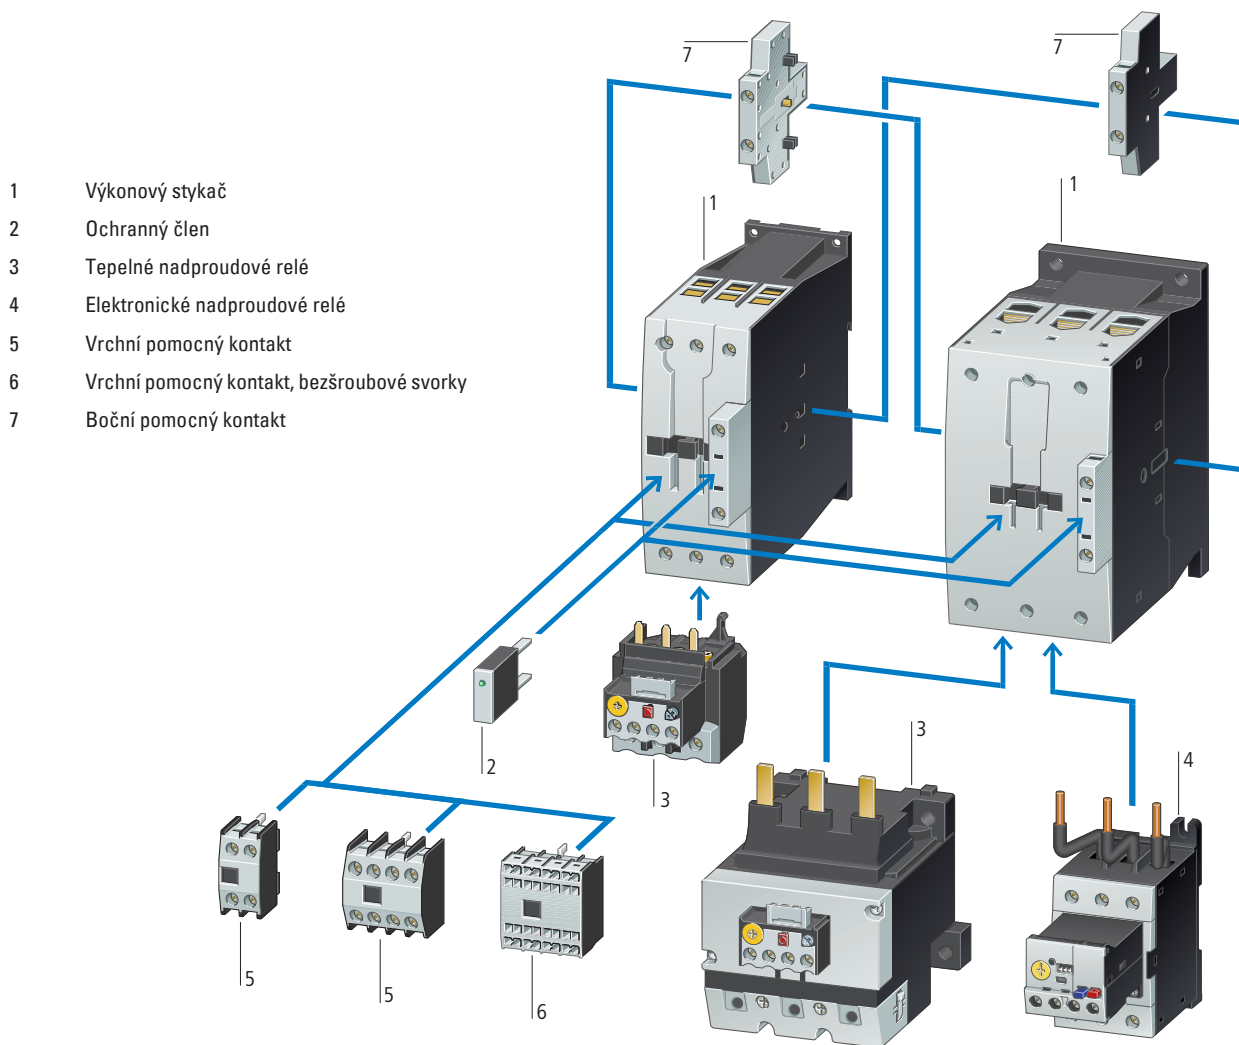 7
7
1 Výkonový stykač
2 Ochranný člen
3 Tepelné nadproudové relé
4 Elektronické nadproudové relé
5 Vrchní pomocný kontakt
6 Vrchní pomocný kontakt, bezšroubové svorky
7 Boční pomocný kontakt
1
1
2
3
3
4
5
5
6